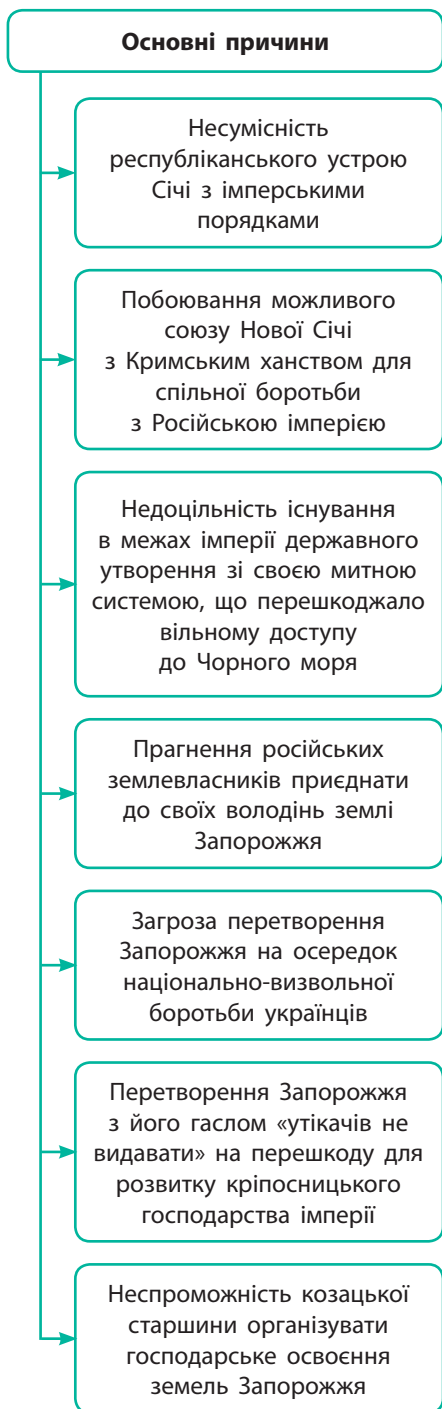 Основні причини
Несумісність
республіканського устрою
Січі з імперськими
порядками
Побоювання можливого
союзу Нової Січі
з Кримським ханством для
спільної боротьби
з Російською імперією
Недоцільність існування
в межах імперії державного
утворення зі своєю митною
системою, що перешкоджало
вільному доступу
до Чорного моря
Прагнення російських
землевласників приєднати
до своїх володінь землі
Запорожжя
Загроза перетворення
Запорожжя на осередок
національно-визвольної
боротьби українців
Перетворення Запорожжя
з його гаслом «утікачів не
видавати» на перешкоду для
розвитку кріпосницького
господарства імперії
Неспроможність козацької
старшини організувати
господарське освоєння
земель Запорожжя